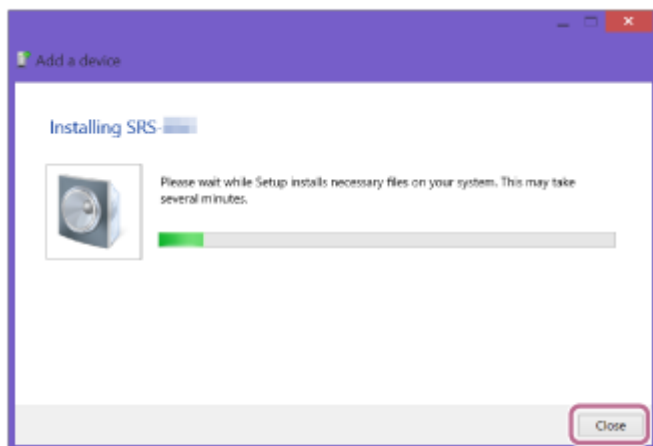 Add a device
Installing SRS-
Please wait while Setup installs necessary files on your system. This may take
several minutes.
Close